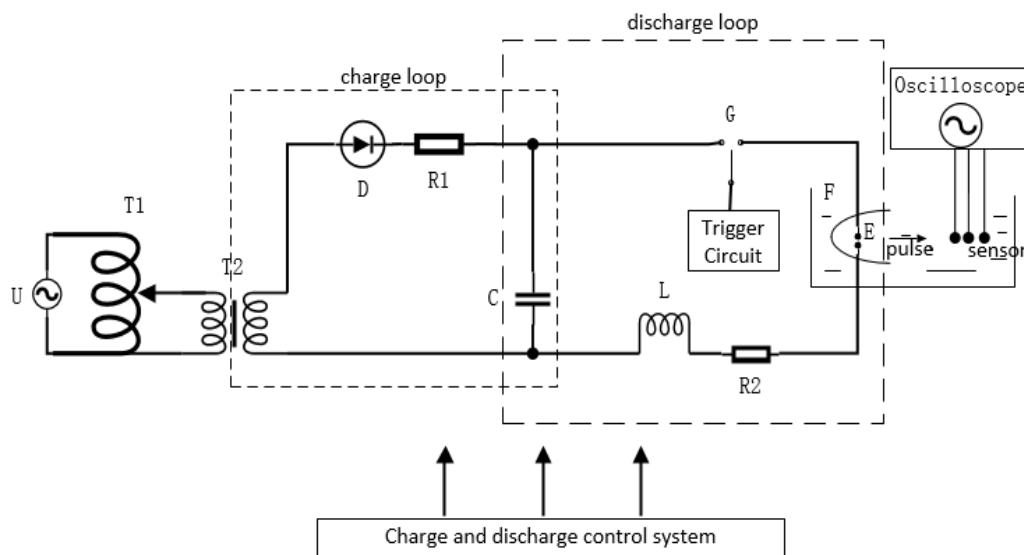 discharge loop
charge loop
Oscilloscope
G
D
R1
F
T1
Trigger
Circuit
E
pulse
sensor
T2
U
C
L
R2
Charge and discharge control system